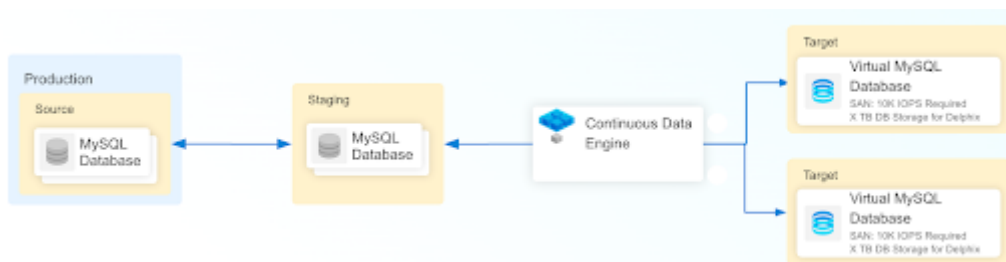 Production
Source
MySQL
Database
Staging
MySQL
Database
Continuous Data
Engine
Target
Virtual MySQL
Database
SAN: 10K IOPS Required
X TB DB Storage for Delphix
Target
Virtual MySQL
Database
SAN: 10K IOPS Required
X TB DB Storage for Delphix